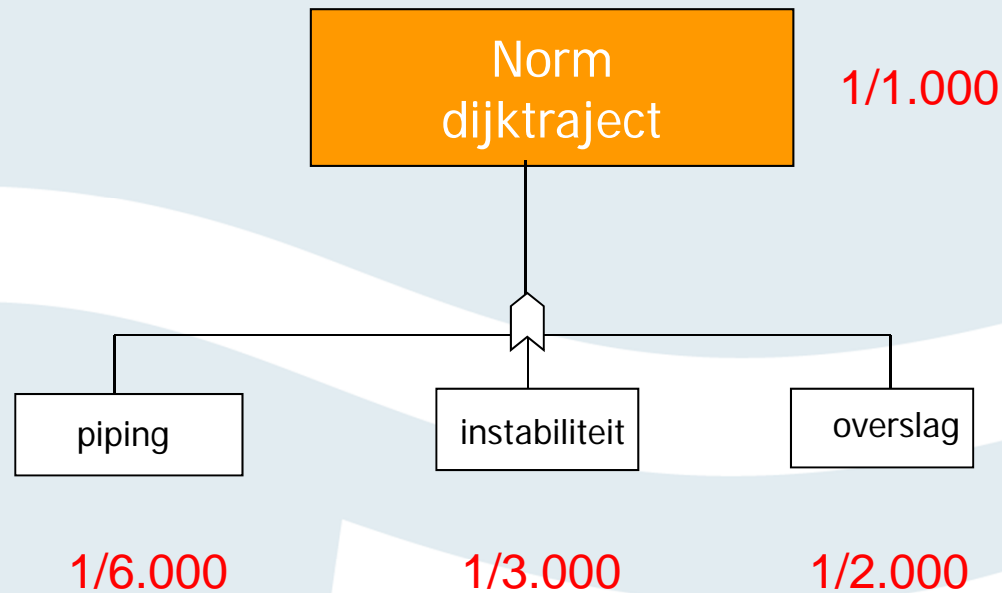 Norm
dijktraject
1/1.000
piping
instabiliteit
overslag
1/6.000
1/3.000
1/2.000